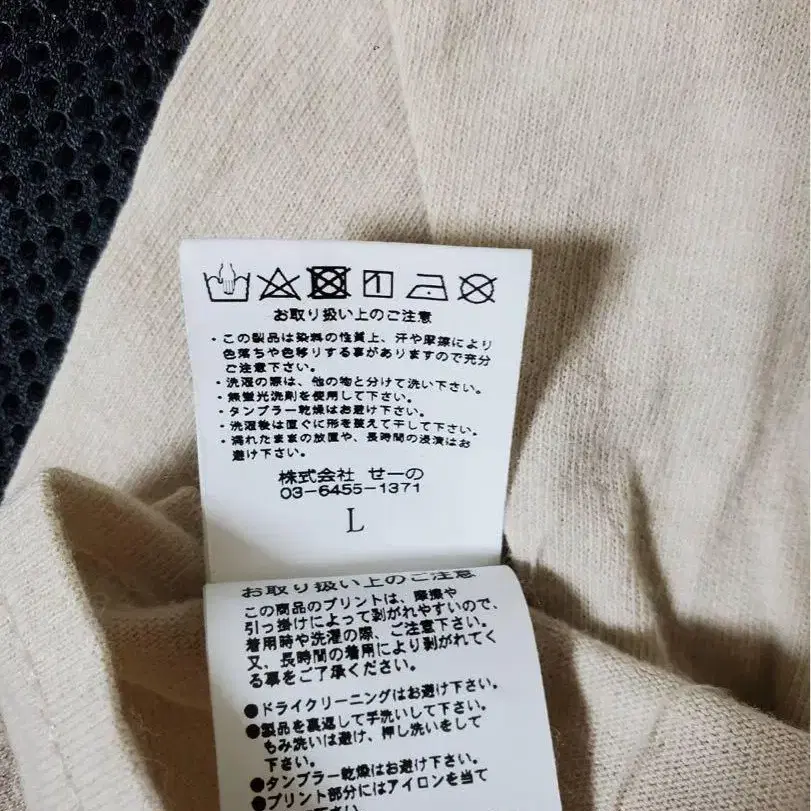 お取り扱い上のご注意
・この製品は染料の性質上、汗や摩擦により
色落ちや色移りする事がありますので充分
ご注意下さい。
・洗濯の際は、他の物と分けて洗い下さい。
・無蛍光洗剤を使用して下さい。
・タンブラー乾燥はお避け下さい。
・洗濯後は直ぐに形を整えて干して下さい。
・濡れたままの放置や、長時間の浸漬はお
避け下さい。
株式会社 せーの
03-6455-1371
L
お取り扱い上のご注意
この商品のプリントは、摩擦や
引っ掛けによって剥がれやすいので、
着用時や洗濯の際、ご注意下さい。
又、長時間の着用により剥がれてく
る事をご了承ください。
●ドライクリーニングはお避け下さい。
●製品を裏返して手洗いして下さい。
もみ洗いは避け、押し洗いをして
下さい。
●タンブラー乾燥はお避け下さい。
●プリント部分にはアイロンを当て